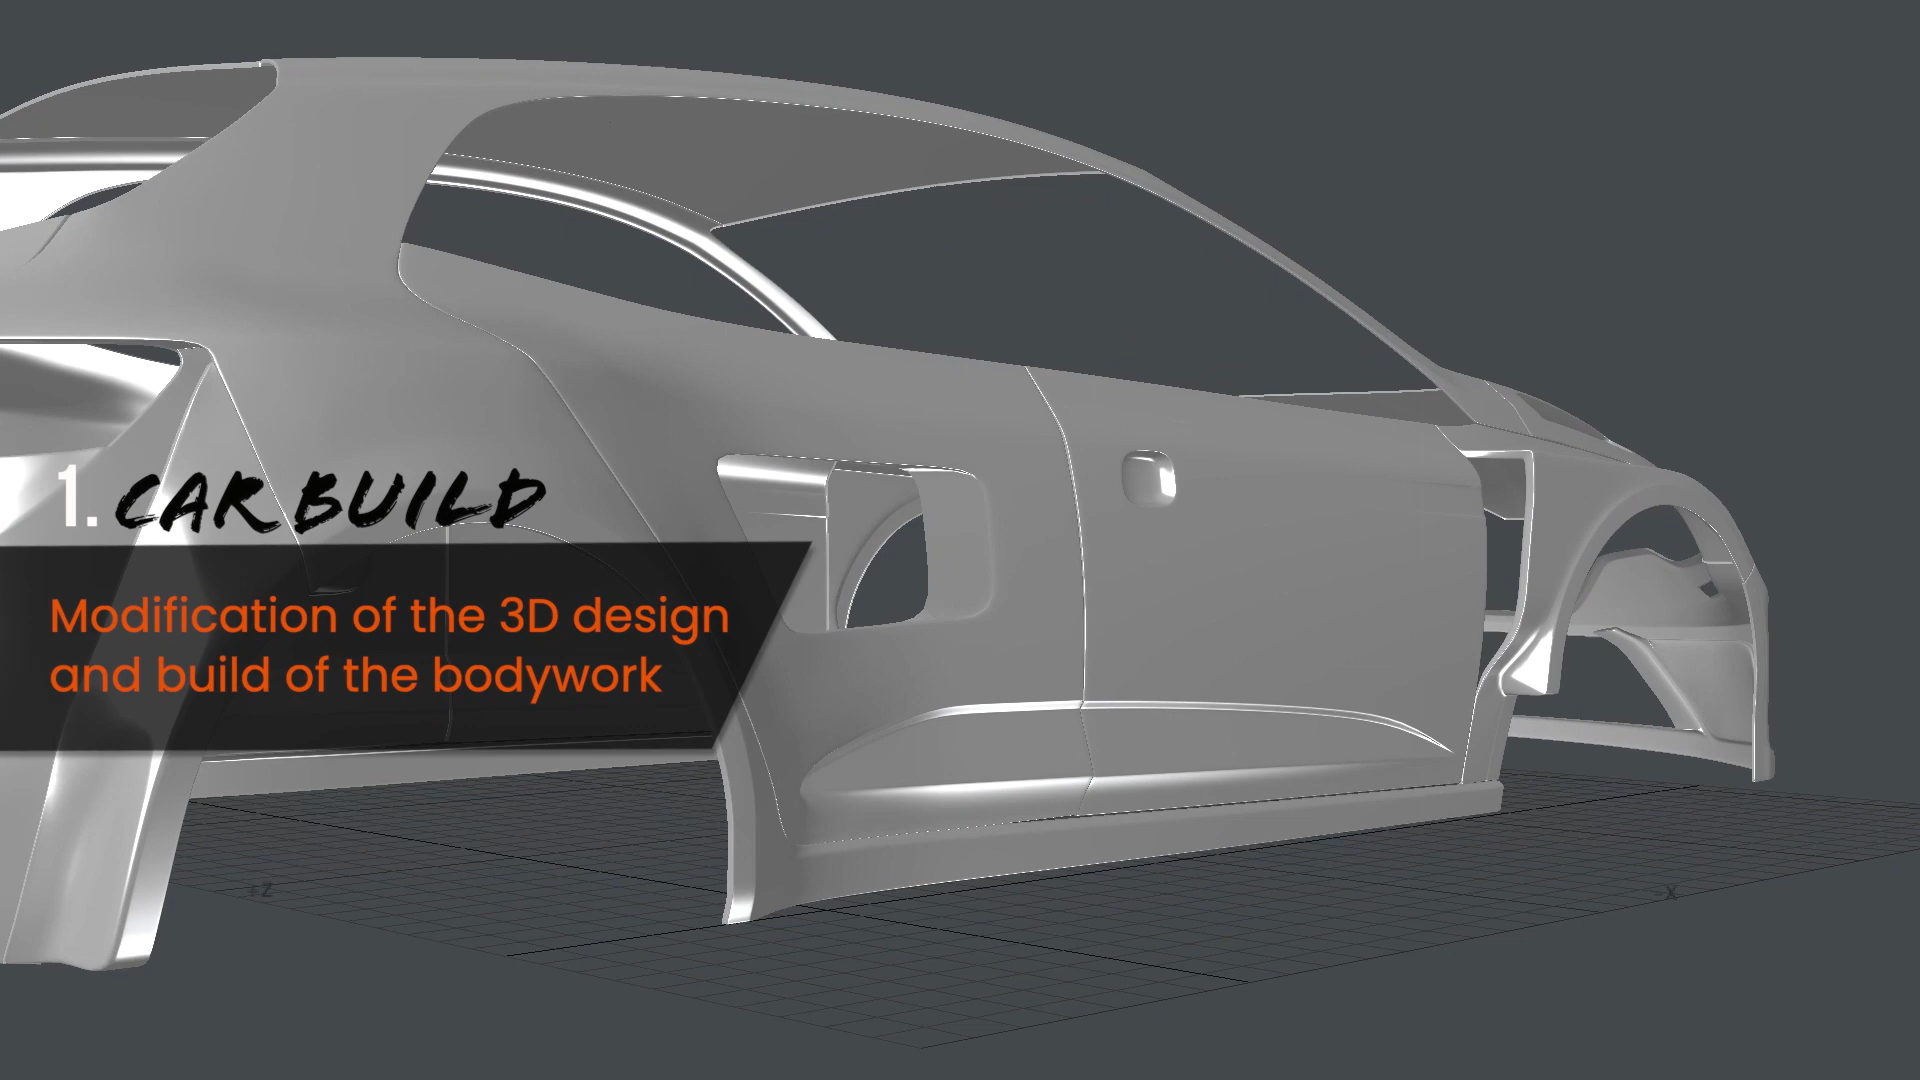 1. CAR BUILD
Modification of the 3D design
and build of the bodywork
+Z
-X